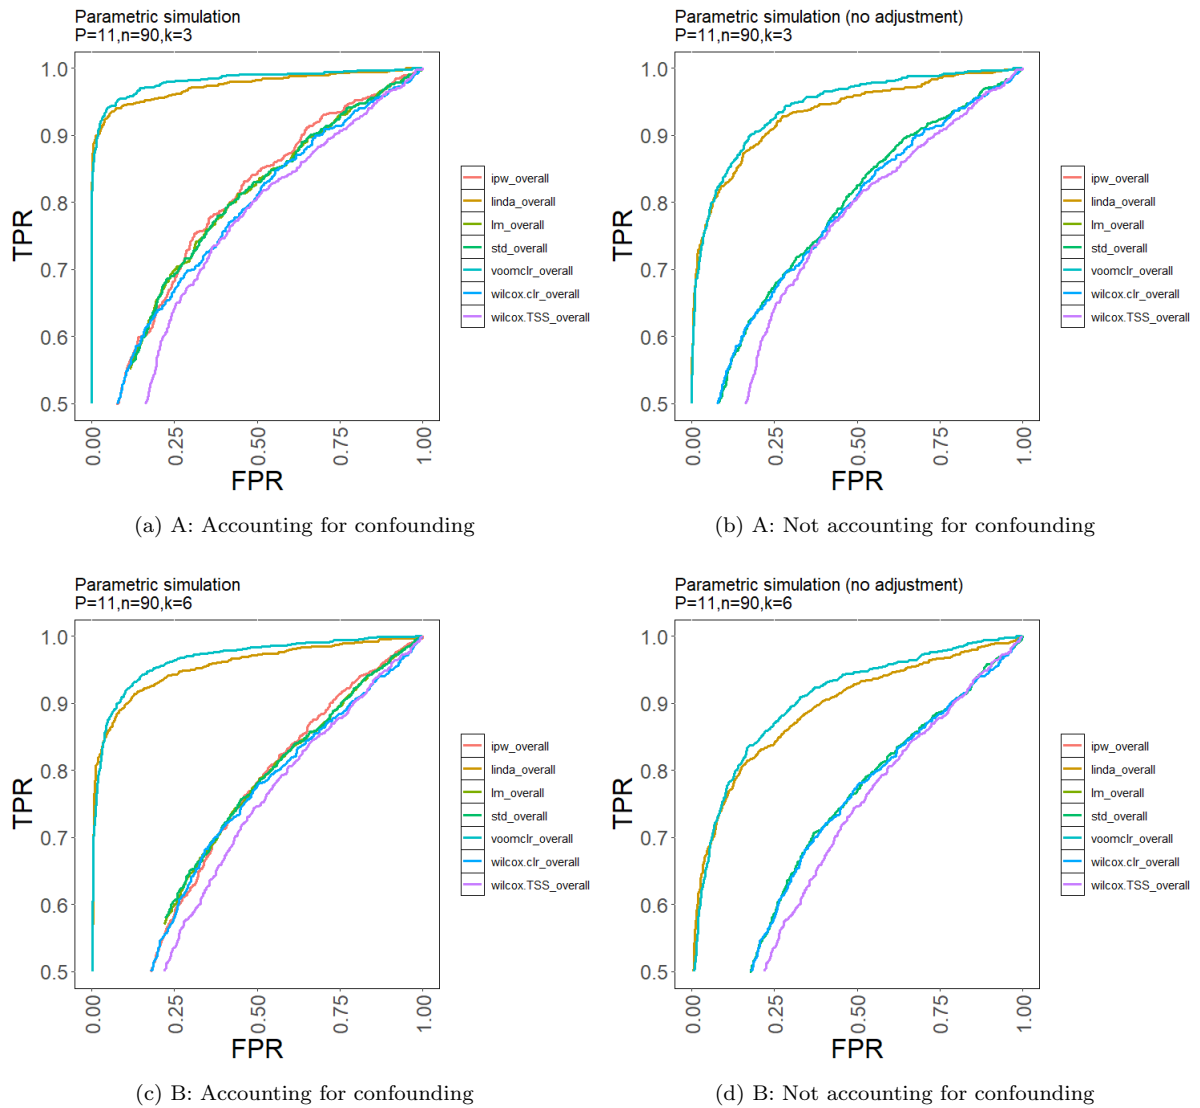 Parametric simulation
P=11,n=90,k=3
1.0
0.9
0.8
0.7
0.6
0.5
TPR
0.00
0.25
0.50
0.75
1.00
FPR
ipw_overall
linda_overall
lm_overall
std_overall
voomclr_overall
wilcox.clr_overall
wilcox.TSS_overall
(a) A: Accounting for confounding
Parametric simulation (no adjustment)
P=11,n=90,k=3
1.0
0.9
0.8
0.7
0.6
0.5
TPR
0.00
0.25
0.50
0.75
1.00
FPR
ipw_overall
linda_overall
lm_overall
std_overall
voomclr_overall
wilcox.clr_overall
wilcox.TSS_overall
(b) A: Not accounting for confounding
Parametric simulation
P=11,n=90,k=6
1.0
0.9
0.8
0.7
0.6
0.5
TPR
0.00
0.25
0.50
0.75
1.00
FPR
ipw_overall
linda_overall
lm_overall
std_overall
voomclr_overall
wilcox.clr_overall
wilcox.TSS_overall
(c) B: Accounting for confounding
Parametric simulation (no adjustment)
P=11,n=90,k=6
1.0
0.9
0.8
0.7
0.6
0.5
TPR
0.00
0.25
0.50
0.75
1.00
FPR
ipw_overall
linda_overall
lm_overall
std_overall
voomclr_overall
wilcox.clr_overall
wilcox.TSS_overall
(d) B: Not accounting for confounding